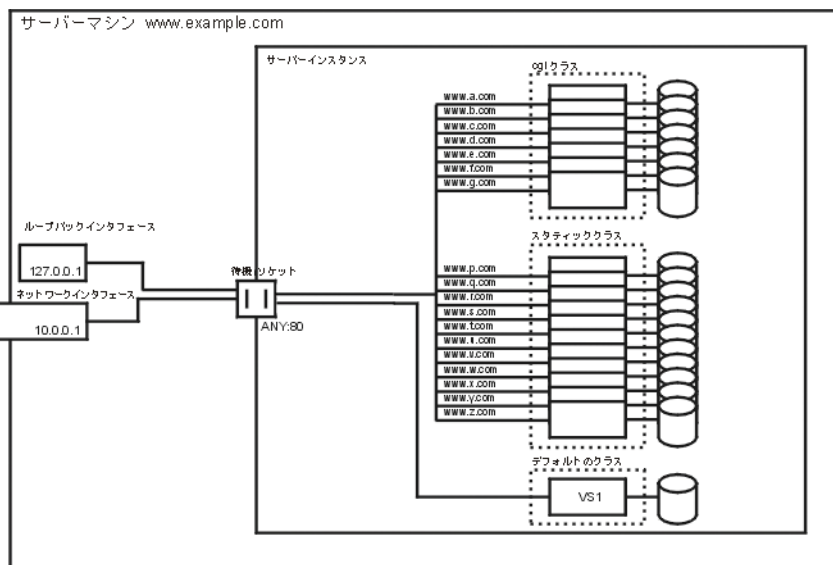 サーバーマシン www.example.com
サーバーインスタンス
cgiクラス
www.a.com
www.b.com
www.c.com
www.d.com
www.e.com
www.f.com
www.g.com
ループバックインタフェース
127.0.0.1
ネットワークインタフェース
10.0.0.1
待機ソケット
ANY:80
スタティッククラス
www.p.com
www.q.com
www.r.com
www.s.com
www.t.com
www.u.com
www.v.com
www.w.com
www.x.com
www.y.com
www.z.com
デフォルトのクラス
VS1